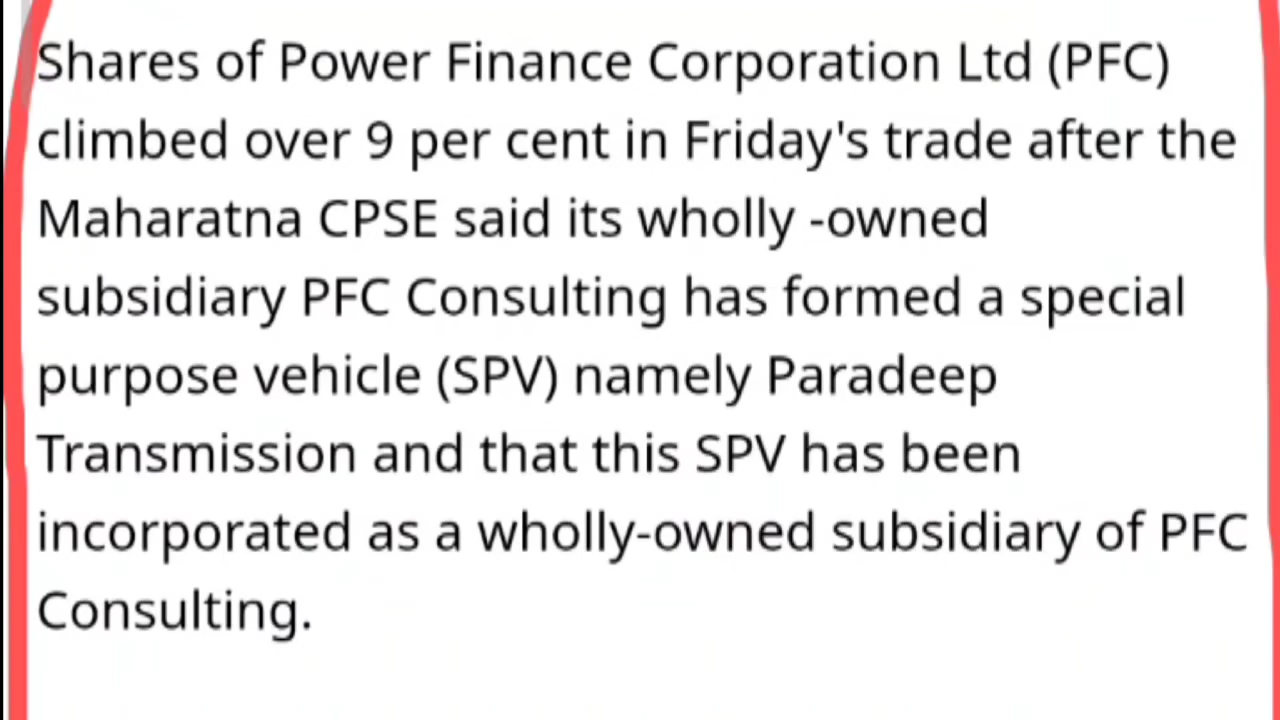 Shares of Power Finance Corporation Ltd (PFC)
climbed over 9 per cent in Friday's trade after the
Maharatna CPSE said its wholly -owned
subsidiary PFC Consulting has formed a special
purpose vehicle (SPV) namely Paradeep
Transmission and that this SPV has been
incorporated as a wholly-owned subsidiary of PFC
Consulting.